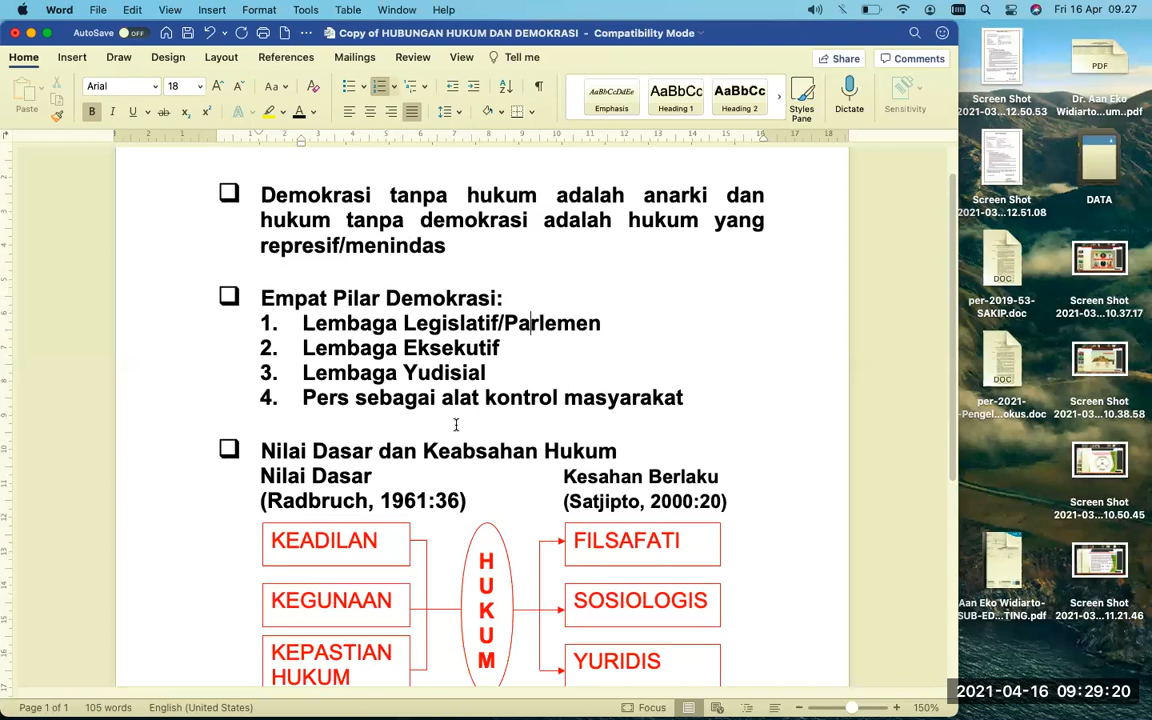 Word File Edit View Insert Format Tools Table Window Help Fri 16 Apr 09.27
AutoSave OFF Copy of HUBUNGAN HUKUM DAN DEMOKRASI - Compatibility Mode
Home Insert Draw Design Layout References Mailings Review View Tell me Share Comments
Paste Arial 18 Emphasis Heading 1 Heading 2 Styles Pane Dictate Sensitivity
Demokrasi tanpa hukum adalah anarki dan
hukum tanpa demokrasi adalah hukum yang
represif/menindas
Empat Pilar Demokrasi:
1. Lembaga Legislatif/Parlemen
2. Lembaga Eksekutif
3. Lembaga Yudisial
4. Pers sebagai alat kontrol masyarakat
Nilai Dasar dan Keabsahan Hukum
Nilai Dasar Kesahan Berlaku
(Radbruch, 1961:36) (Satjipto, 2000:20)
KEADILAN
KEGUNAAN
KEPASTIAN
HUKUM
HUKUM
FILSAFATI
SOSIOLOGIS
YURIDIS
Page 1 of 1 105 words English (United States) Focus 150%
Screen Shot
2021-03...12.50.53
PDF
Dr. Aan Eko
Widiarto...um..pdf
Screen Shot
2021-03...12.51.08
DATA
DOC
per-2019-53-
SAKIP.doc
Screen Shot
2021-03...10.37.17
DOC
per-2021-
Pengel...okus.doc
Screen Shot
2021-03...10.38.58
Screen Shot
2021-03...10.50.45
Aan Eko Widiarto-
SUB-ED...TING.pdf
Screen Shot
2021-03...11.21.46
2021-04-16 09:29:20